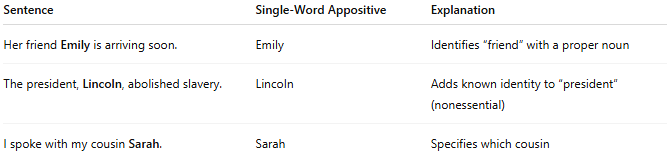 Sentence Single-Word Appositive Explanation
Her friend Emily is arriving soon. Emily Identifies “friend” with a proper noun
The president, Lincoln, abolished slavery. Lincoln Adds known identity to “president”
(nonessential)
I spoke with my cousin Sarah. Sarah Specifies which cousin